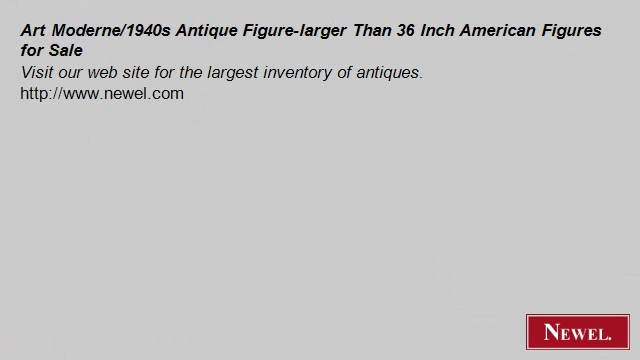 Art Moderne/1940s Antique Figure-larger Than 36 Inch American Figures
for Sale
Visit our web site for the largest inventory of antiques.
http://www.newel.com
NEWEL.